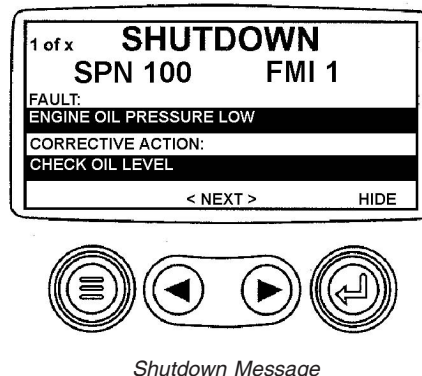 1 of x SHUTDOWN
SPN 100 FMI 1
FAULT:
ENGINE OIL PRESSURE LOW
CORRECTIVE ACTION:
CHECK OIL LEVEL
< NEXT > HIDE
Shutdown Message